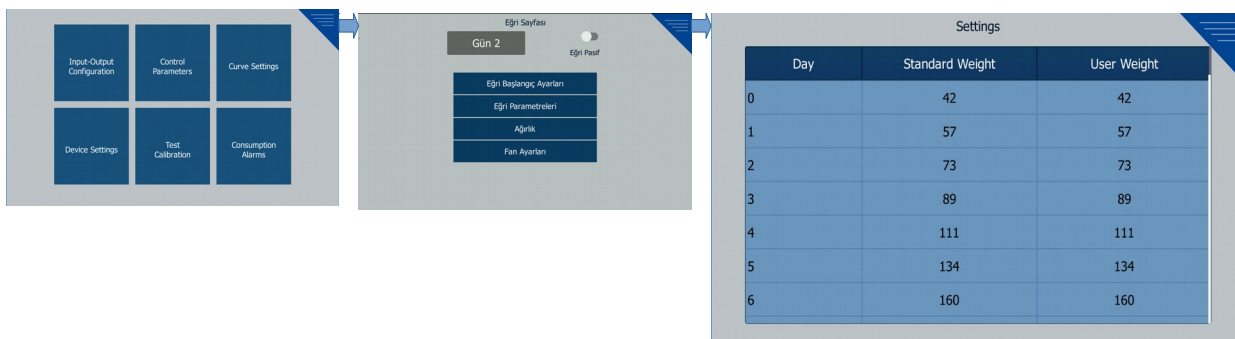 Input-Output
Configuration
Control
Parameters
Curve Settings
Device Settings
Test
Calibration
Consumption
Alarms
Eğri Sayfası
Gün 2
Eğri Pasif
Eğri Başlangıç Ayarları
Eğri Parametreleri
Ağırlık
Fan Ayarları
Settings
Day Standard Weight User Weight
0 42 42
1 57 57
2 73 73
3 89 89
4 111 111
5 134 134
6 160 160